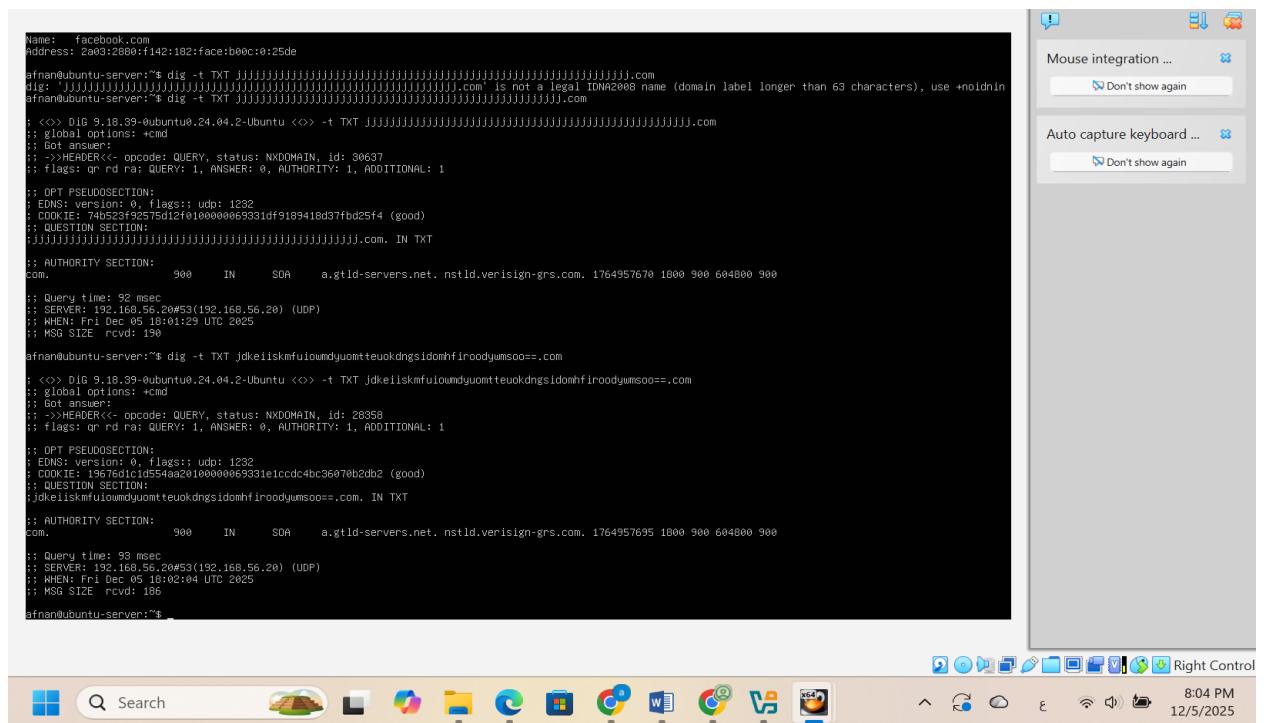 Name: facebook.com
Address: 2a03:2880:f142:182:face:b00c:0:25de
afnan@ubuntu-server:~$ dig -t TXT jjjjjjjjjjjjjjjjjjjjjjjjjjjjjjjjjjjjjjjjjjjjjjjjjjjjjjjjjjjjjjjj.com
dig: 'jjjjjjjjjjjjjjjjjjjjjjjjjjjjjjjjjjjjjjjjjjjjjjjjjjjjjjjjjjjjjjjj.com' is not a legal IDNA2008 name (domain label longer than 63 characters), use +noidnin
afnan@ubuntu-server:~$ dig -t TXT jjjjjjjjjjjjjjjjjjjjjjjjjjjjjjjjjjjjjjjjjjjjjjjjjjjjj.com
; <<>> DiG 9.18.39-0ubuntu0.24.04.2-Ubuntu <<>> -t TXT jjjjjjjjjjjjjjjjjjjjjjjjjjjjjjjjjjjjjjjjjjjjjjjjjjjjj.com
;; global options: +cmd
;; Got answer:
;; ->>HEADER<<- opcode: QUERY, status: NXDOMAIN, id: 30637
;; flags: qr rd ra; QUERY: 1, ANSWER: 0, AUTHORITY: 1, ADDITIONAL: 1
;; OPT PSEUDOSECTION:
; EDNS: version: 0, flags:; udp: 1232
; COOKIE: 74b523f92575d12f0100000069331df9189418d37fbd25f4 (good)
;; QUESTION SECTION:
;jjjjjjjjjjjjjjjjjjjjjjjjjjjjjjjjjjjjjjjjjjjjjjjjjjjjj.com. IN TXT
;; AUTHORITY SECTION:
com. 900 IN SOA a.gtld-servers.net. nstld.verisign-grs.com. 1764957670 1800 900 604800 900
;; Query time: 92 msec
;; SERVER: 192.168.56.20#53(192.168.56.20) (UDP)
;; WHEN: Fri Dec 05 18:01:29 UTC 2025
;; MSG SIZE rcvd: 190
afnan@ubuntu-server:~$ dig -t TXT jdkeiiskmfuiowmdyuomtteuokdngsidomhfiroodywmsoo==.com
; <<>> DiG 9.18.39-0ubuntu0.24.04.2-Ubuntu <<>> -t TXT jdkeiiskmfuiowmdyuomtteuokdngsidomhfiroodywmsoo==.com
;; global options: +cmd
;; Got answer:
;; ->>HEADER<<- opcode: QUERY, status: NXDOMAIN, id: 28358
;; flags: qr rd ra; QUERY: 1, ANSWER: 0, AUTHORITY: 1, ADDITIONAL: 1
;; OPT PSEUDOSECTION:
; EDNS: version: 0, flags:; udp: 1232
; COOKIE: 19676d1c1d554aa20100000069331e1ccdc4bc36070b2db2 (good)
;; QUESTION SECTION:
;jdkeiiskmfuiowmdyuomtteuokdngsidomhfiroodywmsoo==.com. IN TXT
;; AUTHORITY SECTION:
com. 900 IN SOA a.gtld-servers.net. nstld.verisign-grs.com. 1764957695 1800 900 604800 900
;; Query time: 93 msec
;; SERVER: 192.168.56.20#53(192.168.56.20) (UDP)
;; WHEN: Fri Dec 05 18:02:04 UTC 2025
;; MSG SIZE rcvd: 186
afnan@ubuntu-server:~$ _
Mouse integration ...
Don't show again
Auto capture keyboard ...
Don't show again
Right Control
Search
ع
8:04 PM
12/5/2025